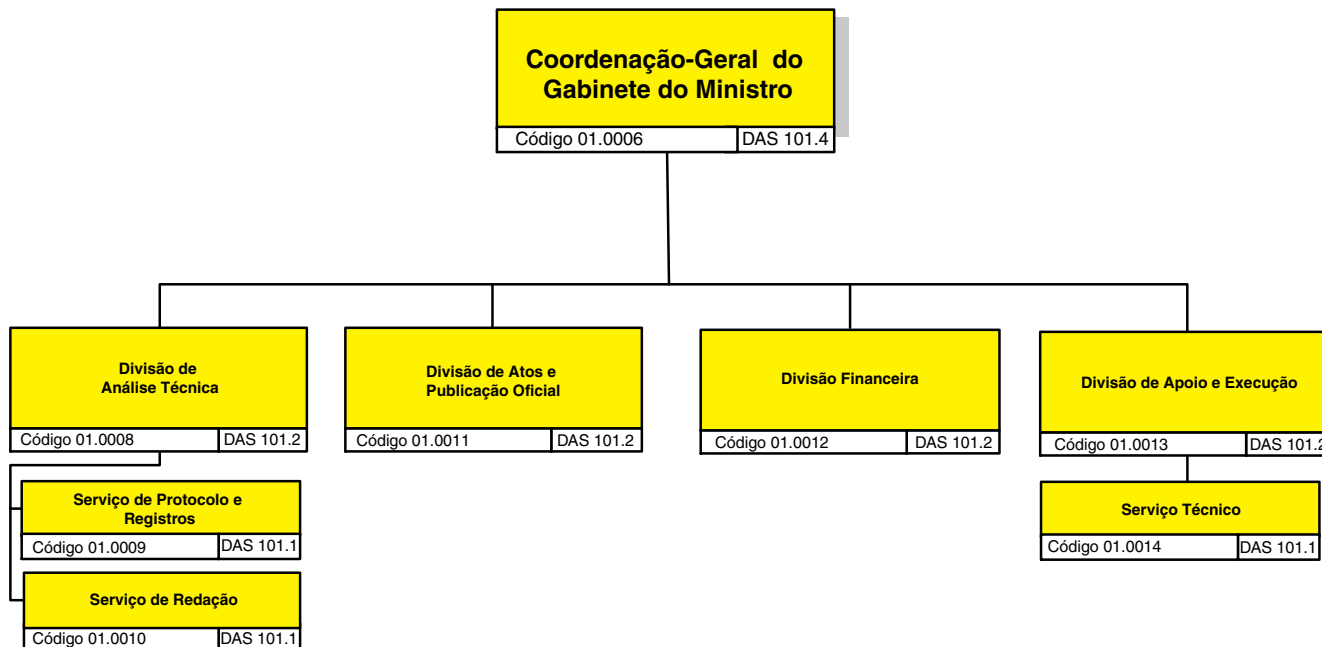 Coordenação-Geral do
Gabinete do Ministro
Código 01.0006 DAS 101.4
Divisão de
Análise Técnica
Código 01.0008 DAS 101.2
Divisão de Atos e
Publicação Oficial
Código 01.0011 DAS 101.2
Divisão Financeira
Código 01.0012 DAS 101.2
Divisão de Apoio e Execução
Código 01.0013 DAS 101.2
Serviço de Protocolo e
Registros
Código 01.0009 DAS 101.1
Serviço de Redação
Código 01.0010 DAS 101.1
Serviço Técnico
Código 01.0014 DAS 101.1